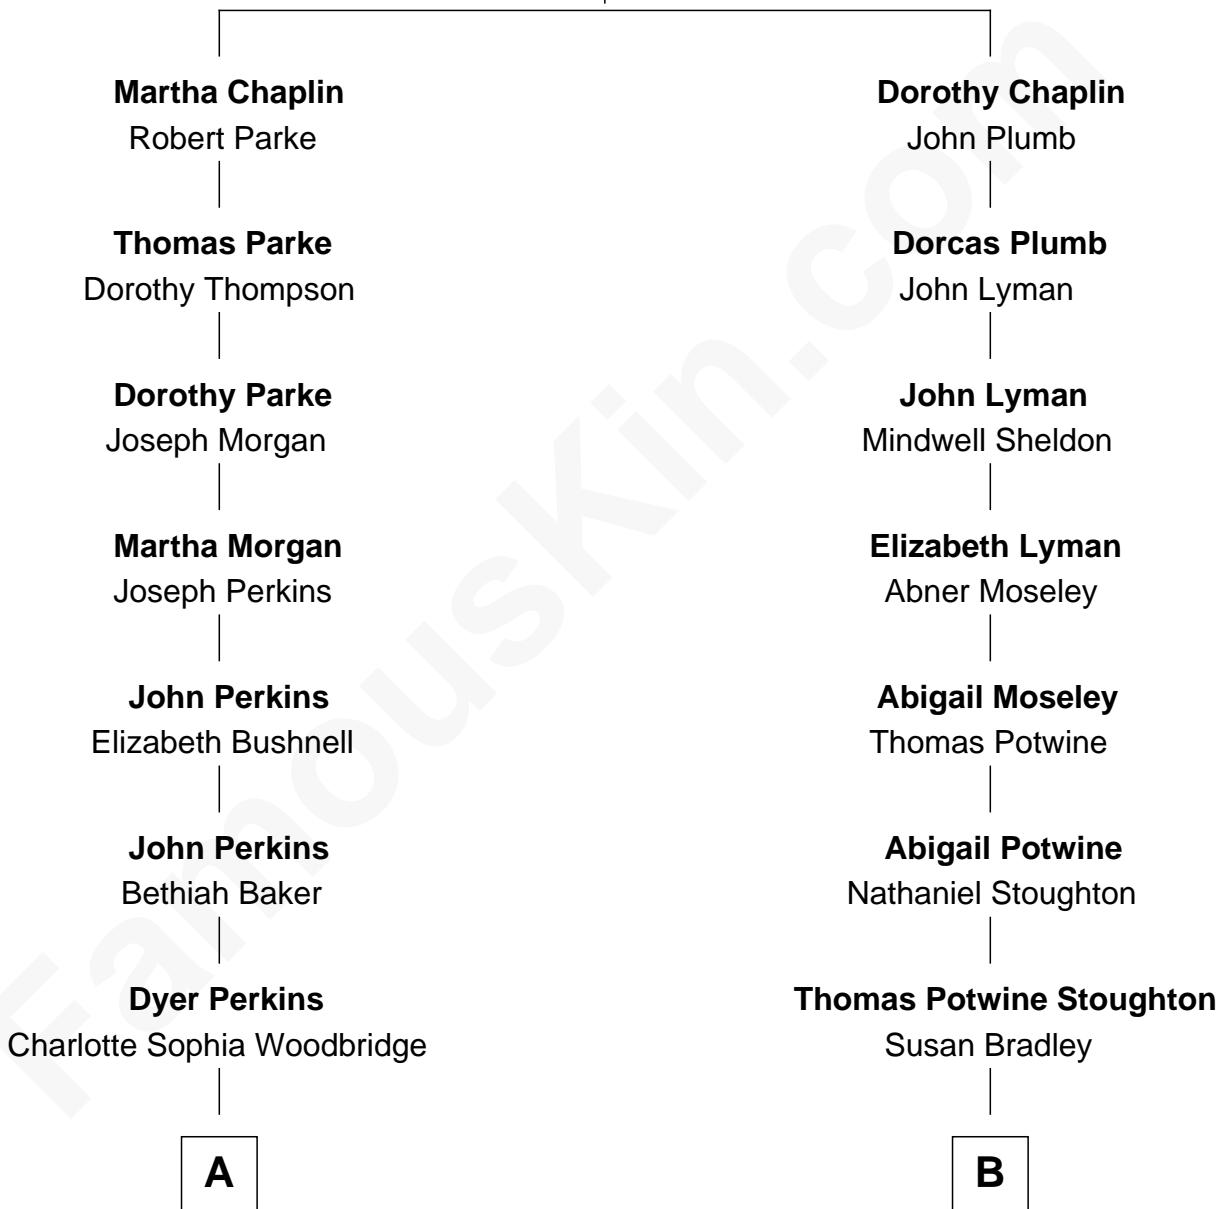 Martha Chaplin
Robert Parke
Thomas Parke
Dorothy Thompson
Dorothy Parke
Joseph Morgan
Martha Morgan
Joseph Perkins
John Perkins
Elizabeth Bushnell
John Perkins
Bethiah Baker
Dyer Perkins
Charlotte Sophia Woodbridge
A
Dorothy Chaplin
John Plumb
Dorcas Plumb
John Lyman
John Lyman
Mindwell Sheldon
Elizabeth Lyman
Abner Moseley
Abigail Moseley
Thomas Potwine
Abigail Potwine
Nathaniel Stoughton
Thomas Potwine Stoughton
Susan Bradley
B
FamousKin.com